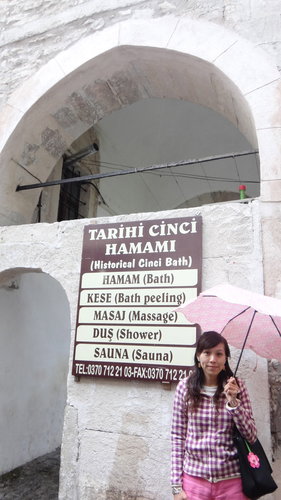 TARİHİ CİNCİ
HAMAMI
(Historical Cinci Bath)
HAMAM (Bath)
KESE (Bath peeling)
MASAJ (Massage)
DUŞ (Shower)
SAUNA (Sauna)
TEL:0370 712 21 03-FAX:0370 712 21